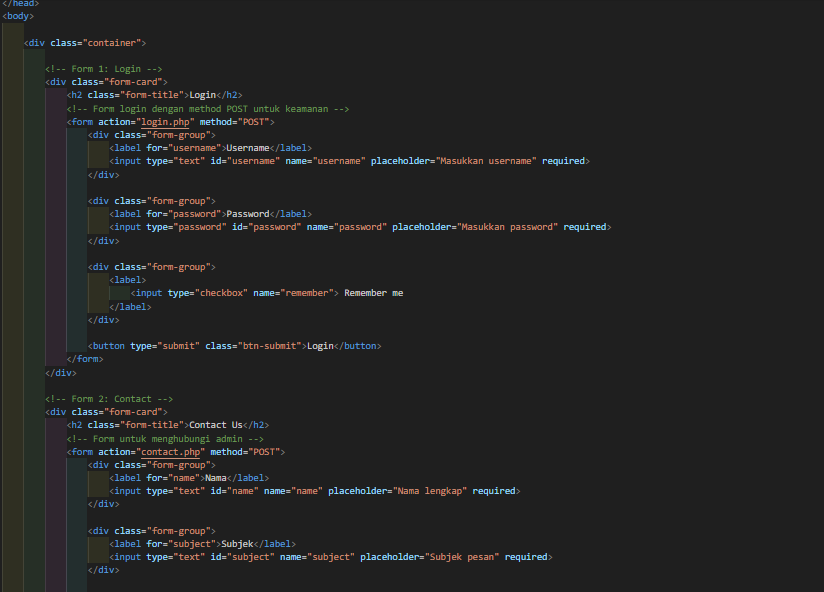 </head>
<body>
<div class="container">
<!-- Form 1: Login -->
<div class="form-card">
<h2 class="form-title">Login</h2>
<!-- Form login dengan method POST untuk keamanan -->
<form action="login.php" method="POST">
<div class="form-group">
<label for="username">Username</label>
<input type="text" id="username" name="username" placeholder="Masukkan username" required>
</div>
<div class="form-group">
<label for="password">Password</label>
<input type="password" id="password" name="password" placeholder="Masukkan password" required>
</div>
<div class="form-group">
<label>
<input type="checkbox" name="remember"> Remember me
</label>
</div>
<button type="submit" class="btn-submit">Login</button>
</form>
</div>
<!-- Form 2: Contact -->
<div class="form-card">
<h2 class="form-title">Contact Us</h2>
<!-- Form untuk menghubungi admin -->
<form action="contact.php" method="POST">
<div class="form-group">
<label for="name">Nama</label>
<input type="text" id="name" name="name" placeholder="Nama lengkap" required>
</div>
<div class="form-group">
<label for="subject">Subjek</label>
<input type="text" id="subject" name="subject" placeholder="Subjek pesan" required>
</div>